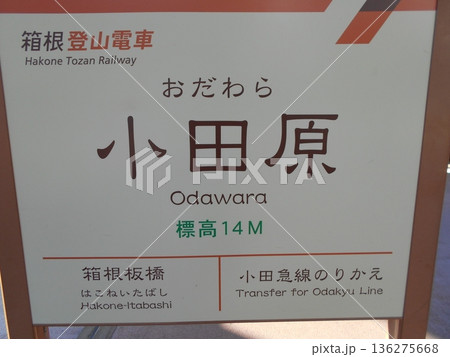 箱根登山電車
Hakone Tozan Railway
おだわら
小田原
Odawara
標高14M
箱根板橋
はこねいたばし
Hakone-Itabashi
小田急線のりかえ
Transfer for Odakyu Line
PIXTA
136275668